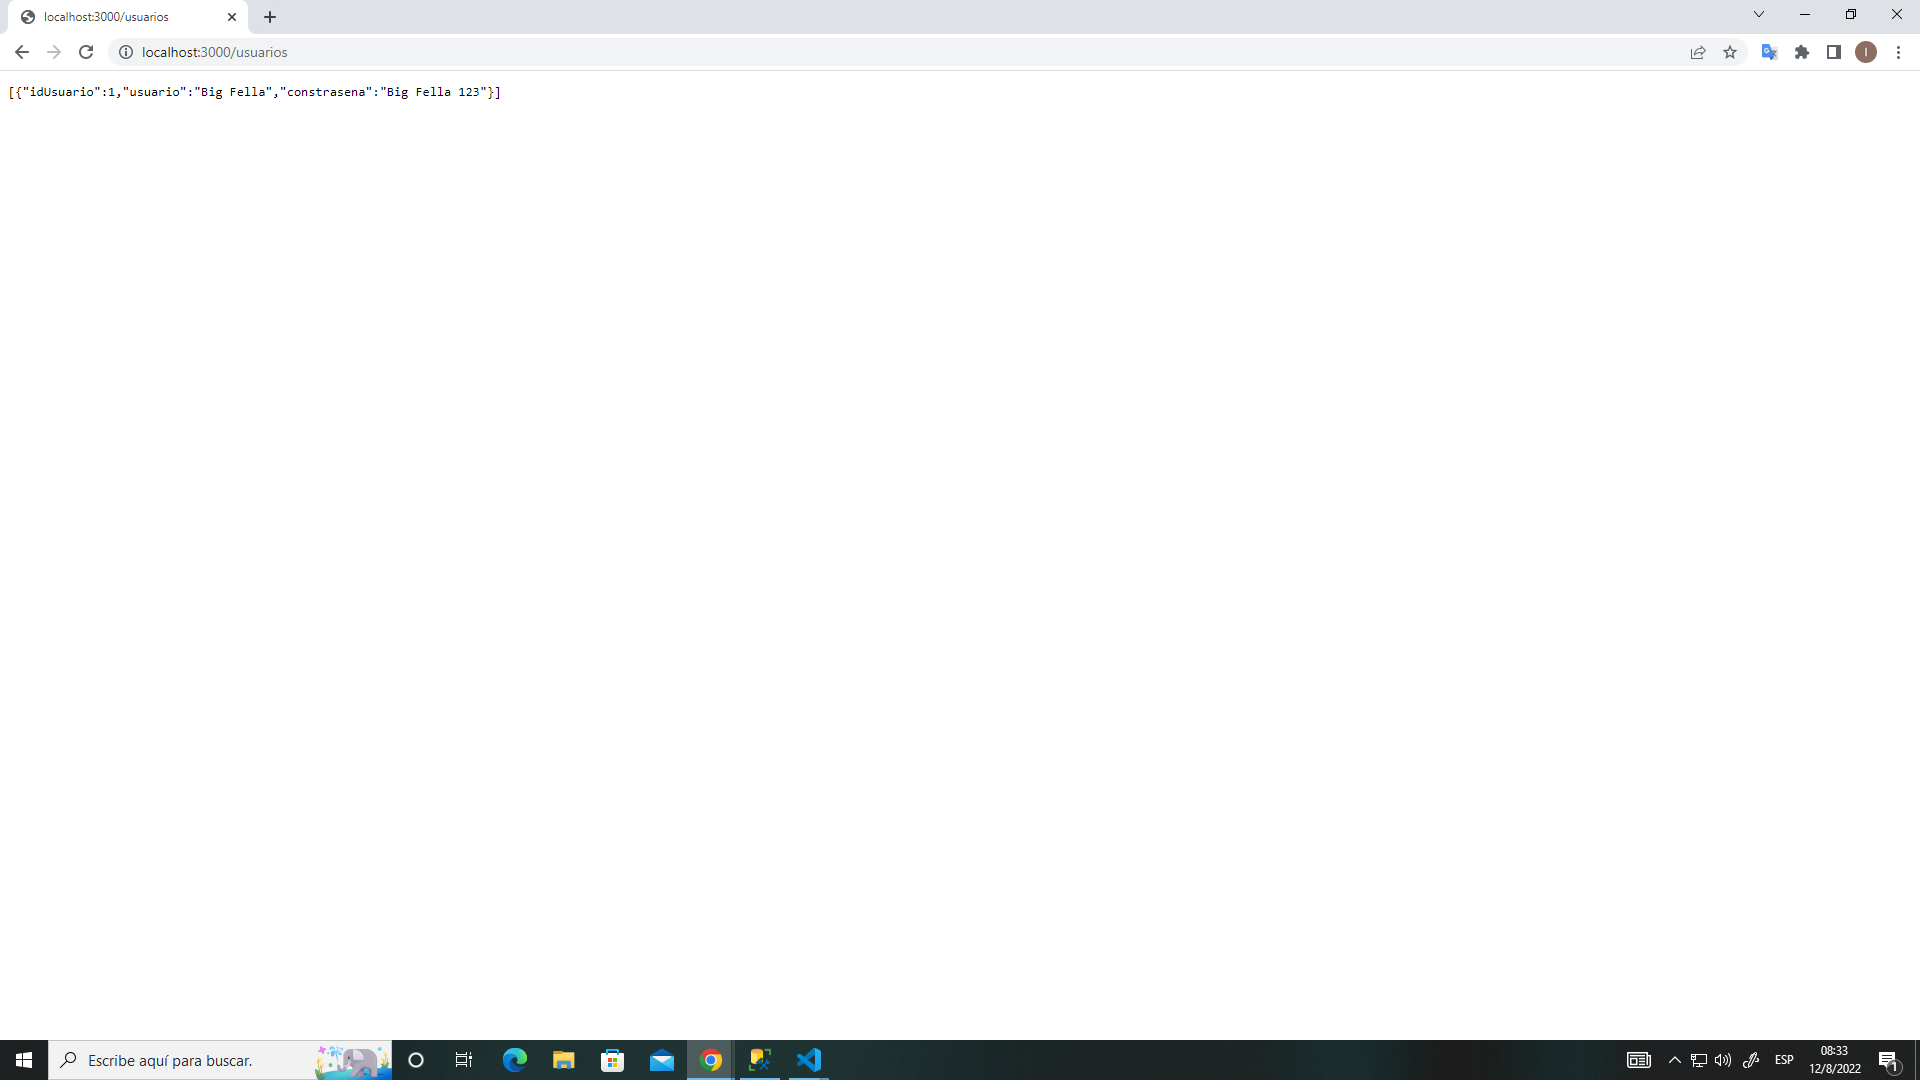 localhost:3000/usuarios
localhost:3000/usuarios
I
[{"idUsuario":1,"usuario":"Big Fella","constrasena":"Big Fella 123"}]
Escribe aquí para buscar.
ESP
08:33
12/8/2022
1